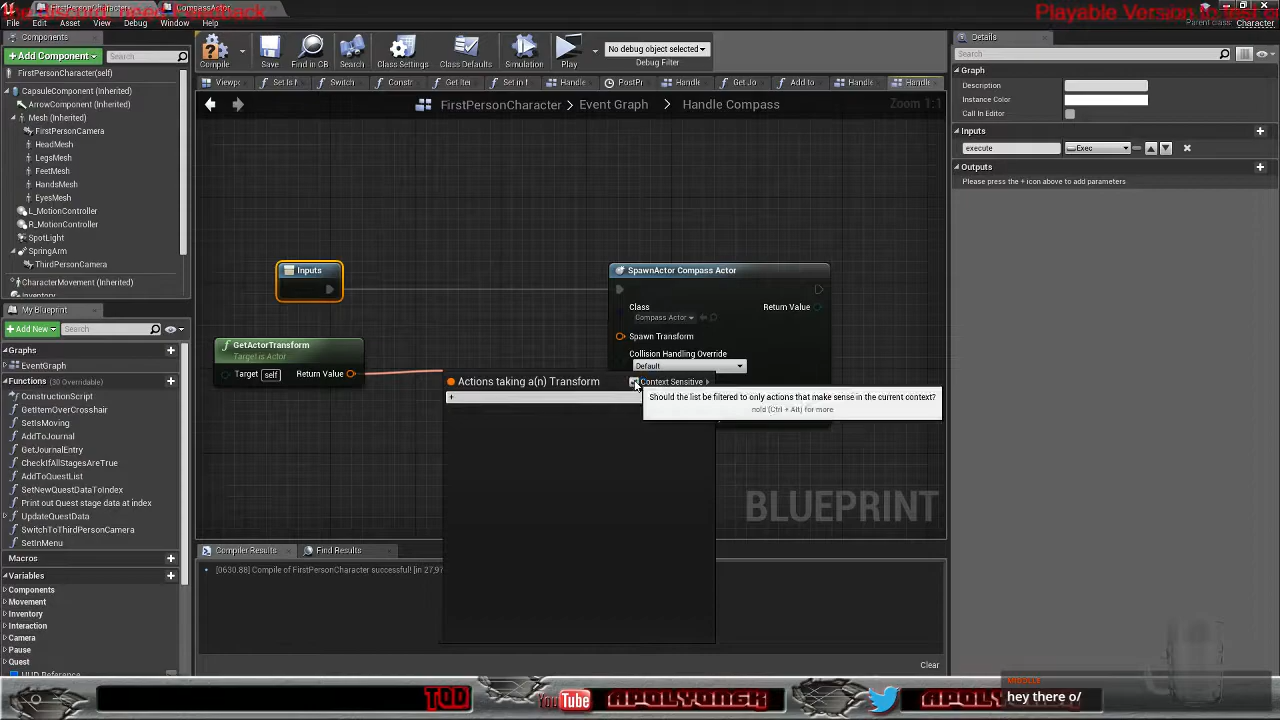 Playable Version to test or
FirstPersonCharacter
CompassActor
File Edit Asset View Debug Window Help
Parent class: Character
Components
Details
+ Add Component Search
Compile Save Find in CB Search Class Settings Class Defaults Simulation Play
No debug object selected
Debug Filter
Search
FirstPersonCharacter(self)
CapsuleComponent (Inherited)
ArrowComponent (Inherited)
Mesh (Inherited)
FirstPersonCamera
HeadMesh
LegsMesh
FeetMesh
HandsMesh
EyesMesh
L_MotionController
R_MotionController
SpotLight
SpringArm
ThirdPersonCamera
CharacterMovement (Inherited)
Inventory
My Blueprint
+ Add New Search
Graphs
EventGraph
Functions (30 Overridable)
ConstructionScript
GetItemOverCrosshair
SetIsMoving
AddToJournal
GetJournalEntry
CheckIfAllStagesAreTrue
AddToQuestList
SetNewQuestDataToIndex
Print out Quest stage data at index
UpdateQuestData
SwitchToThirdPersonCamera
SetInMenu
Macros
Variables
Components
Movement
Inventory
Interaction
Camera
Pause
Quest
HUD Reference
Viewpo Set Is M Switch Constr Get Iter Set in M Handle PostPr Handle Get Jo Add to Handle Handle
FirstPersonCharacter > Event Graph > Handle Compass
Zoom 1:1
Inputs
GetActorTransform
Target is Actor
Target self Return Value
SpawnActor Compass Actor
Class Return Value
Compass Actor
Spawn Transform
Collision Handling Override
Default
Actions taking a(n) Transform
Context Sensitive
Should the list be filtered to only actions that make sense in the current context?
hold (Ctrl + Alt) for more
BLUEPRINT
Compiler Results
Find Results
[0630.88] Compile of FirstPersonCharacter successful! [in 27,97
Clear
Graph
Description
Instance Color
Call In Editor
Inputs
execute Exec
Outputs
Please press the + icon above to add parameters
TOD
YouTube
APOLYONGK
hey there o/